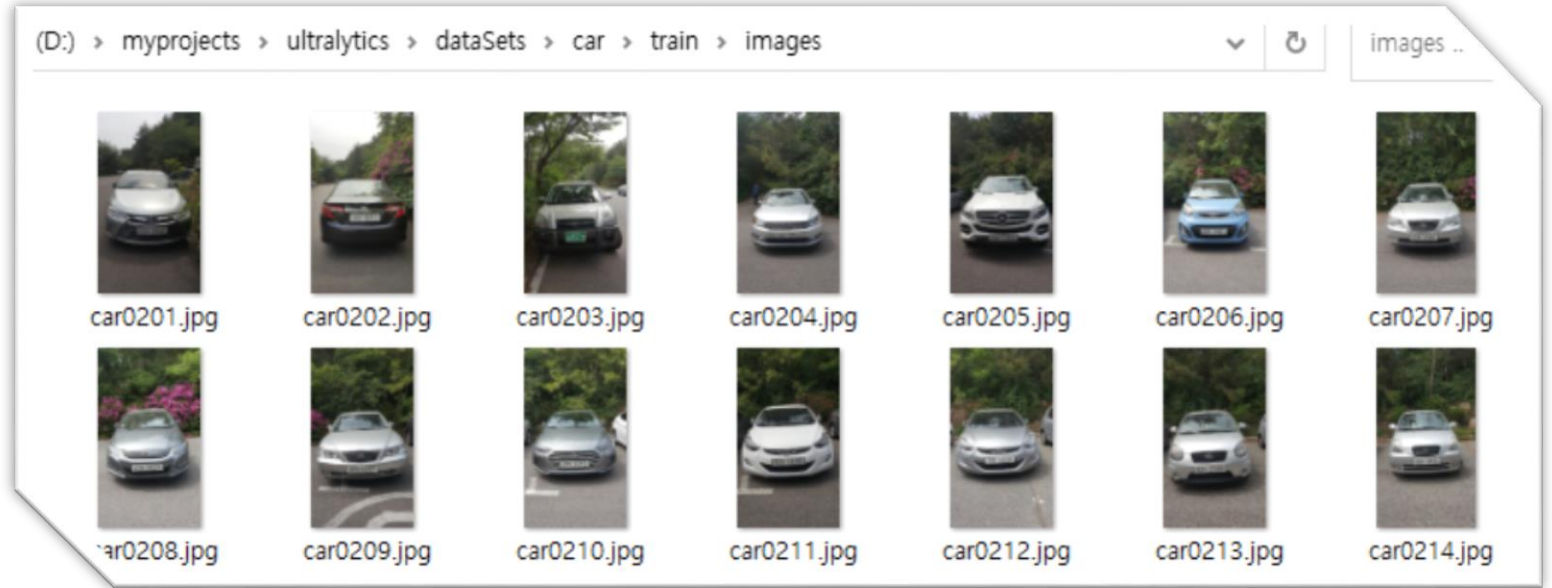 (D:) > myprojects > ultralytics > dataSets > car > train > images
images ..
car0201.jpg car0202.jpg car0203.jpg car0204.jpg car0205.jpg car0206.jpg car0207.jpg
ar0208.jpg car0209.jpg car0210.jpg car0211.jpg car0212.jpg car0213.jpg car0214.jpg